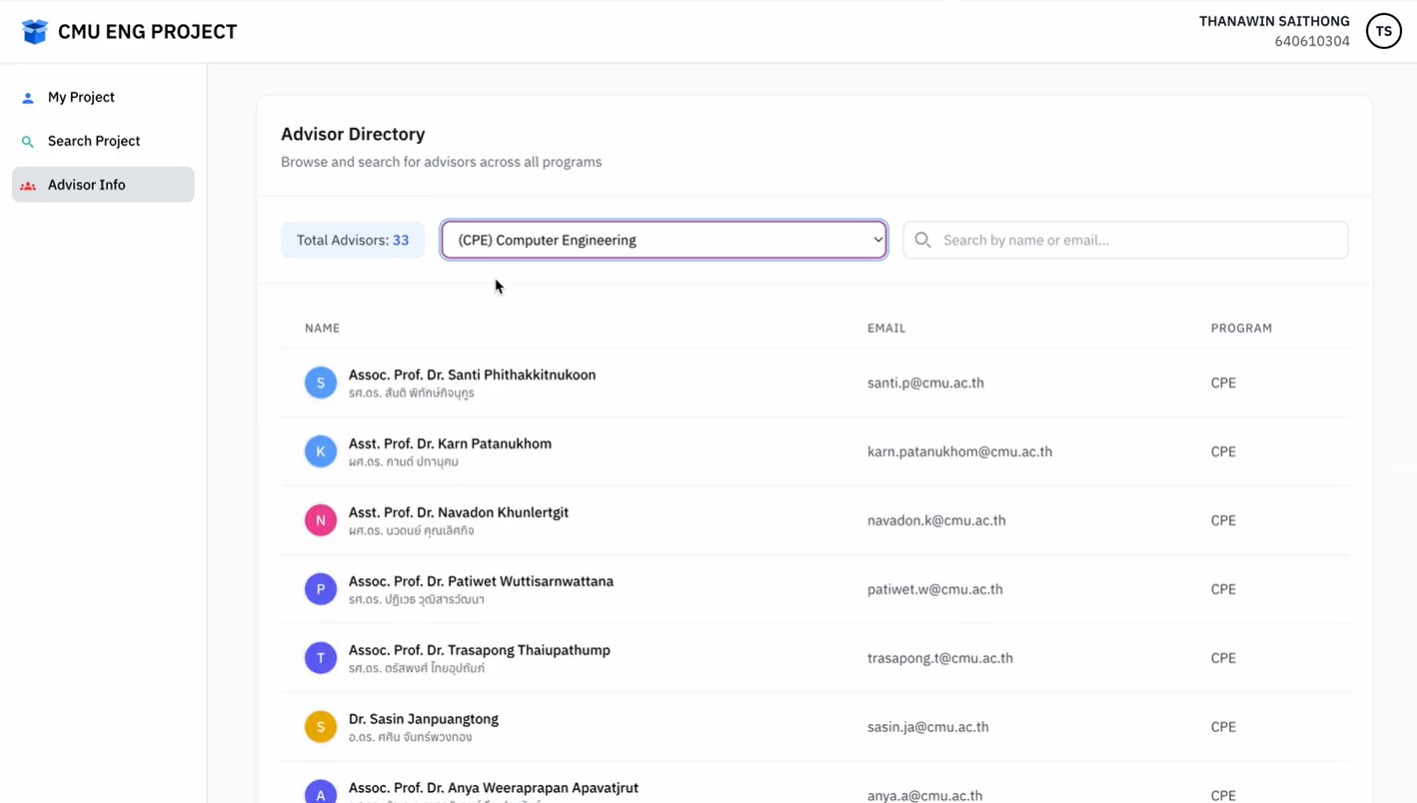 CMU ENG PROJECT
THANAWIN SAITHONG
640610304
TS
My Project
Search Project
Advisor Info
Advisor Directory
Browse and search for advisors across all programs
Total Advisors: 33
(CPE) Computer Engineering
Search by name or email...
NAME EMAIL PROGRAM
S
Assoc. Prof. Dr. Santi Phithakkitnukoon
รศ.ดร. สันติ พิทักษ์กิจนุกูร
santi.p@cmu.ac.th
CPE
K
Asst. Prof. Dr. Karn Patanukhom
ผศ.ดร. กานต์ ปทานุคม
karn.patanukhom@cmu.ac.th
CPE
N
Asst. Prof. Dr. Navadon Khunlertgit
ผศ.ดร. นวดนย์ คุณเลิศกิจ
navadon.k@cmu.ac.th
CPE
P
Assoc. Prof. Dr. Patiwet Wuttisarnwattana
รศ.ดร. ปฏิเวธ วุฒิสารวัฒนา
patiwet.w@cmu.ac.th
CPE
T
Assoc. Prof. Dr. Trasapong Thaiupathump
รศ.ดร. ตรัสพงศ์ ไทยอุปถัมภ์
trasapong.t@cmu.ac.th
CPE
S
Dr. Sasin Janpuangtong
อ.ดร. ศศิน จันทร์พวงทอง
sasin.ja@cmu.ac.th
CPE
A
Assoc. Prof. Dr. Anya Weeraprapan Apavatjrut
anya.a@cmu.ac.th
CPE